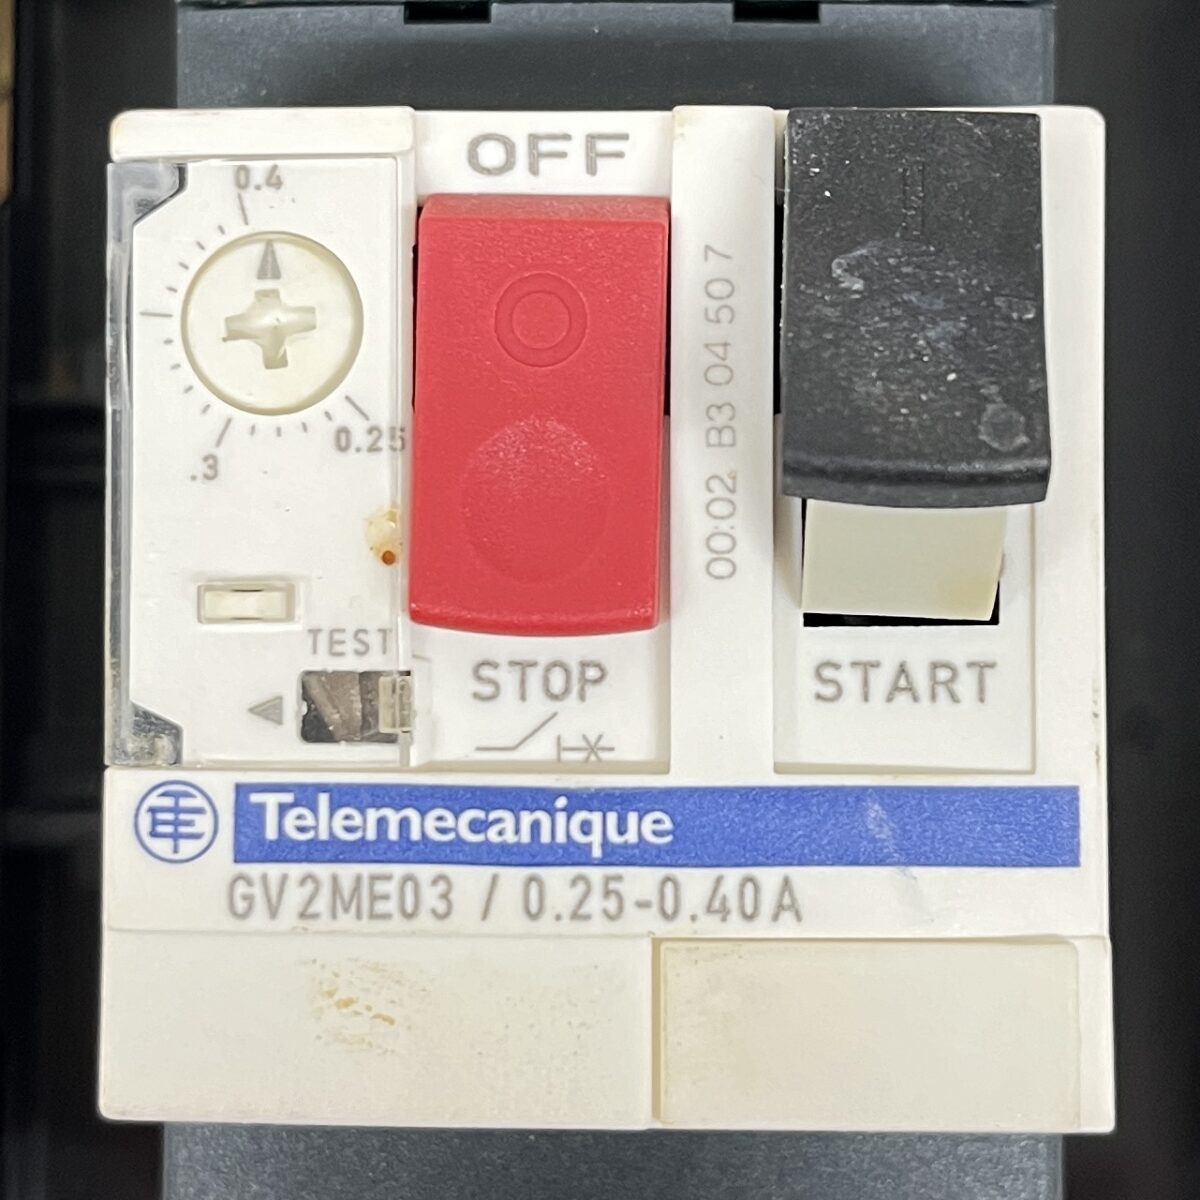 OFF
0.4
.3
0.25
TEST
STOP
00:02 B3 04 50 7
I
START
Telemecanique
GV2ME03 / 0.25-0.40A